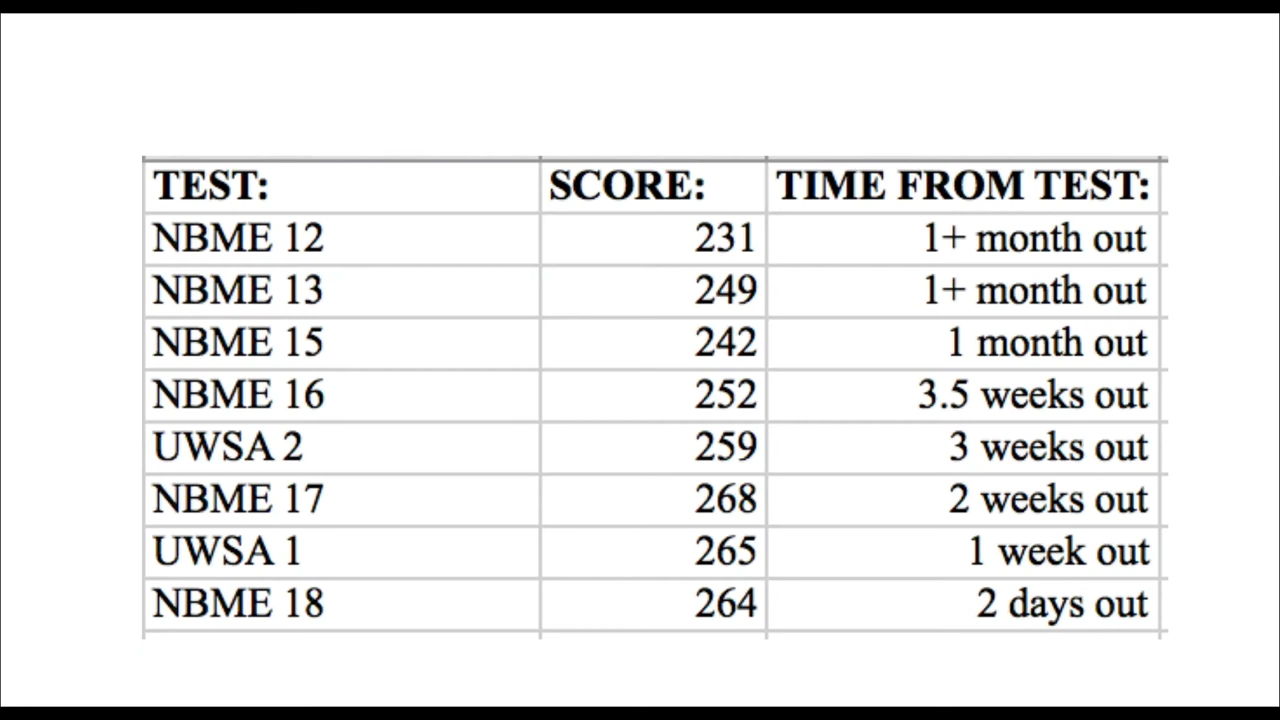 TEST: SCORE: TIME FROM TEST:
NBME 12 231 1+ month out
NBME 13 249 1+ month out
NBME 15 242 1 month out
NBME 16 252 3.5 weeks out
UWSA 2 259 3 weeks out
NBME 17 268 2 weeks out
UWSA 1 265 1 week out
NBME 18 264 2 days out